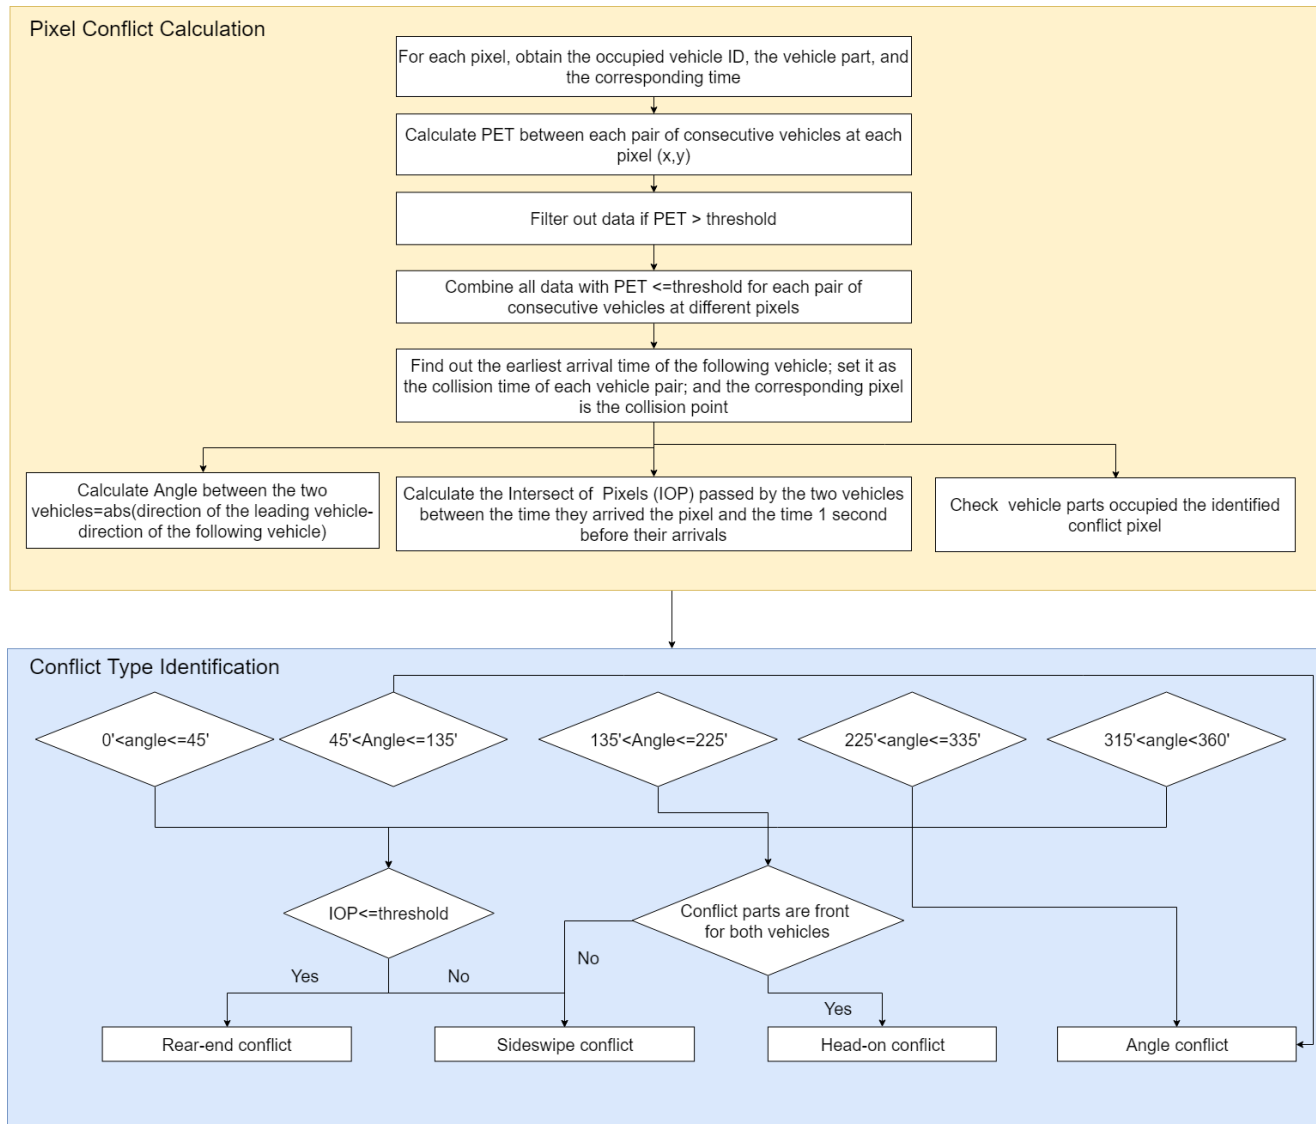 Pixel Conflict Calculation
For each pixel, obtain the occupied vehicle ID, the vehicle part, and
the corresponding time
Calculate PET between each pair of consecutive vehicles at each
pixel (x,y)
Filter out data if PET > threshold
Combine all data with PET <=threshold for each pair of
consecutive vehicles at different pixels
Find out the earliest arrival time of the following vehicle; set it as
the collision time of each vehicle pair; and the corresponding pixel
is the collision point
Calculate Angle between the two
vehicles=abs(direction of the leading vehicle-
direction of the following vehicle)
Calculate the Intersect of Pixels (IOP) passed by the two vehicles
between the time they arrived the pixel and the time 1 second
before their arrivals
Check vehicle parts occupied the identified
conflict pixel
Conflict Type Identification
0'<angle<=45'
45'<Angle<=135'
135'<Angle<=225'
225'<angle<=335'
315'<angle<360'
IOP<=threshold
Conflict parts are front
for both vehicles
Yes
No
No
Yes
Rear-end conflict
Sideswipe conflict
Head-on conflict
Angle conflict